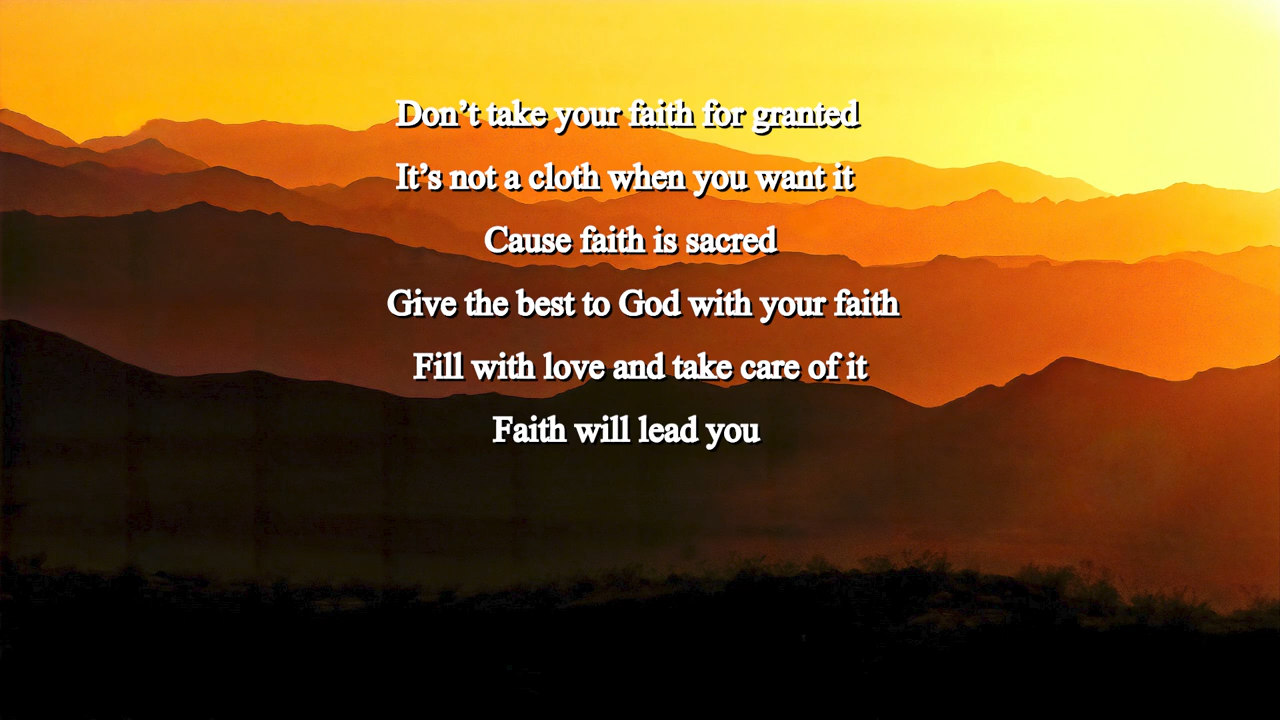 Don’t take your faith for granted
It’s not a cloth when you want it
Cause faith is sacred
Give the best to God with your faith
Fill with love and take care of it
Faith will lead you